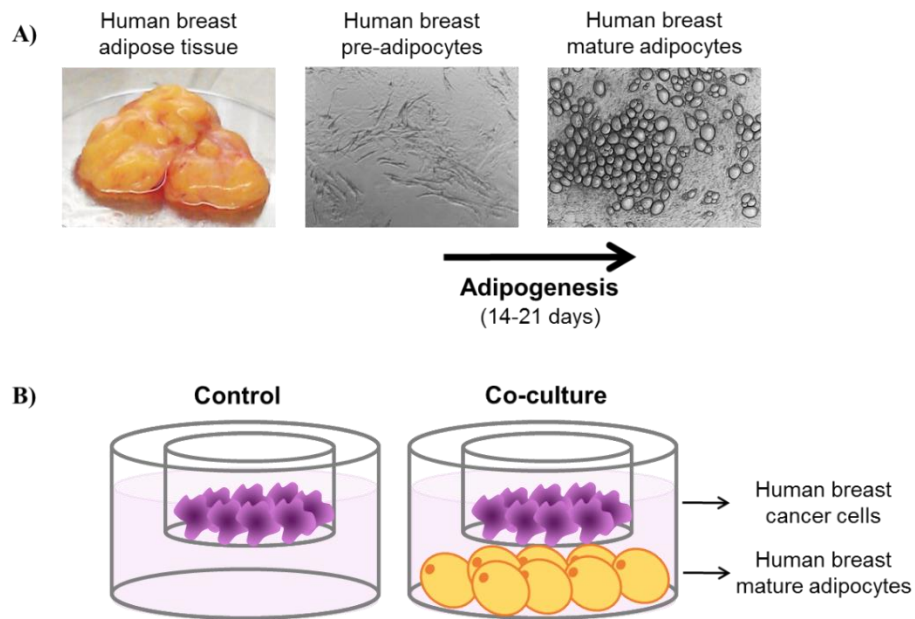 A)
Human breast
adipose tissue
Human breast
pre-adipocytes
Human breast
mature adipocytes
Adipogenesis
(14-21 days)
B)
Control
Co-culture
Human breast
cancer cells
Human breast
mature adipocytes